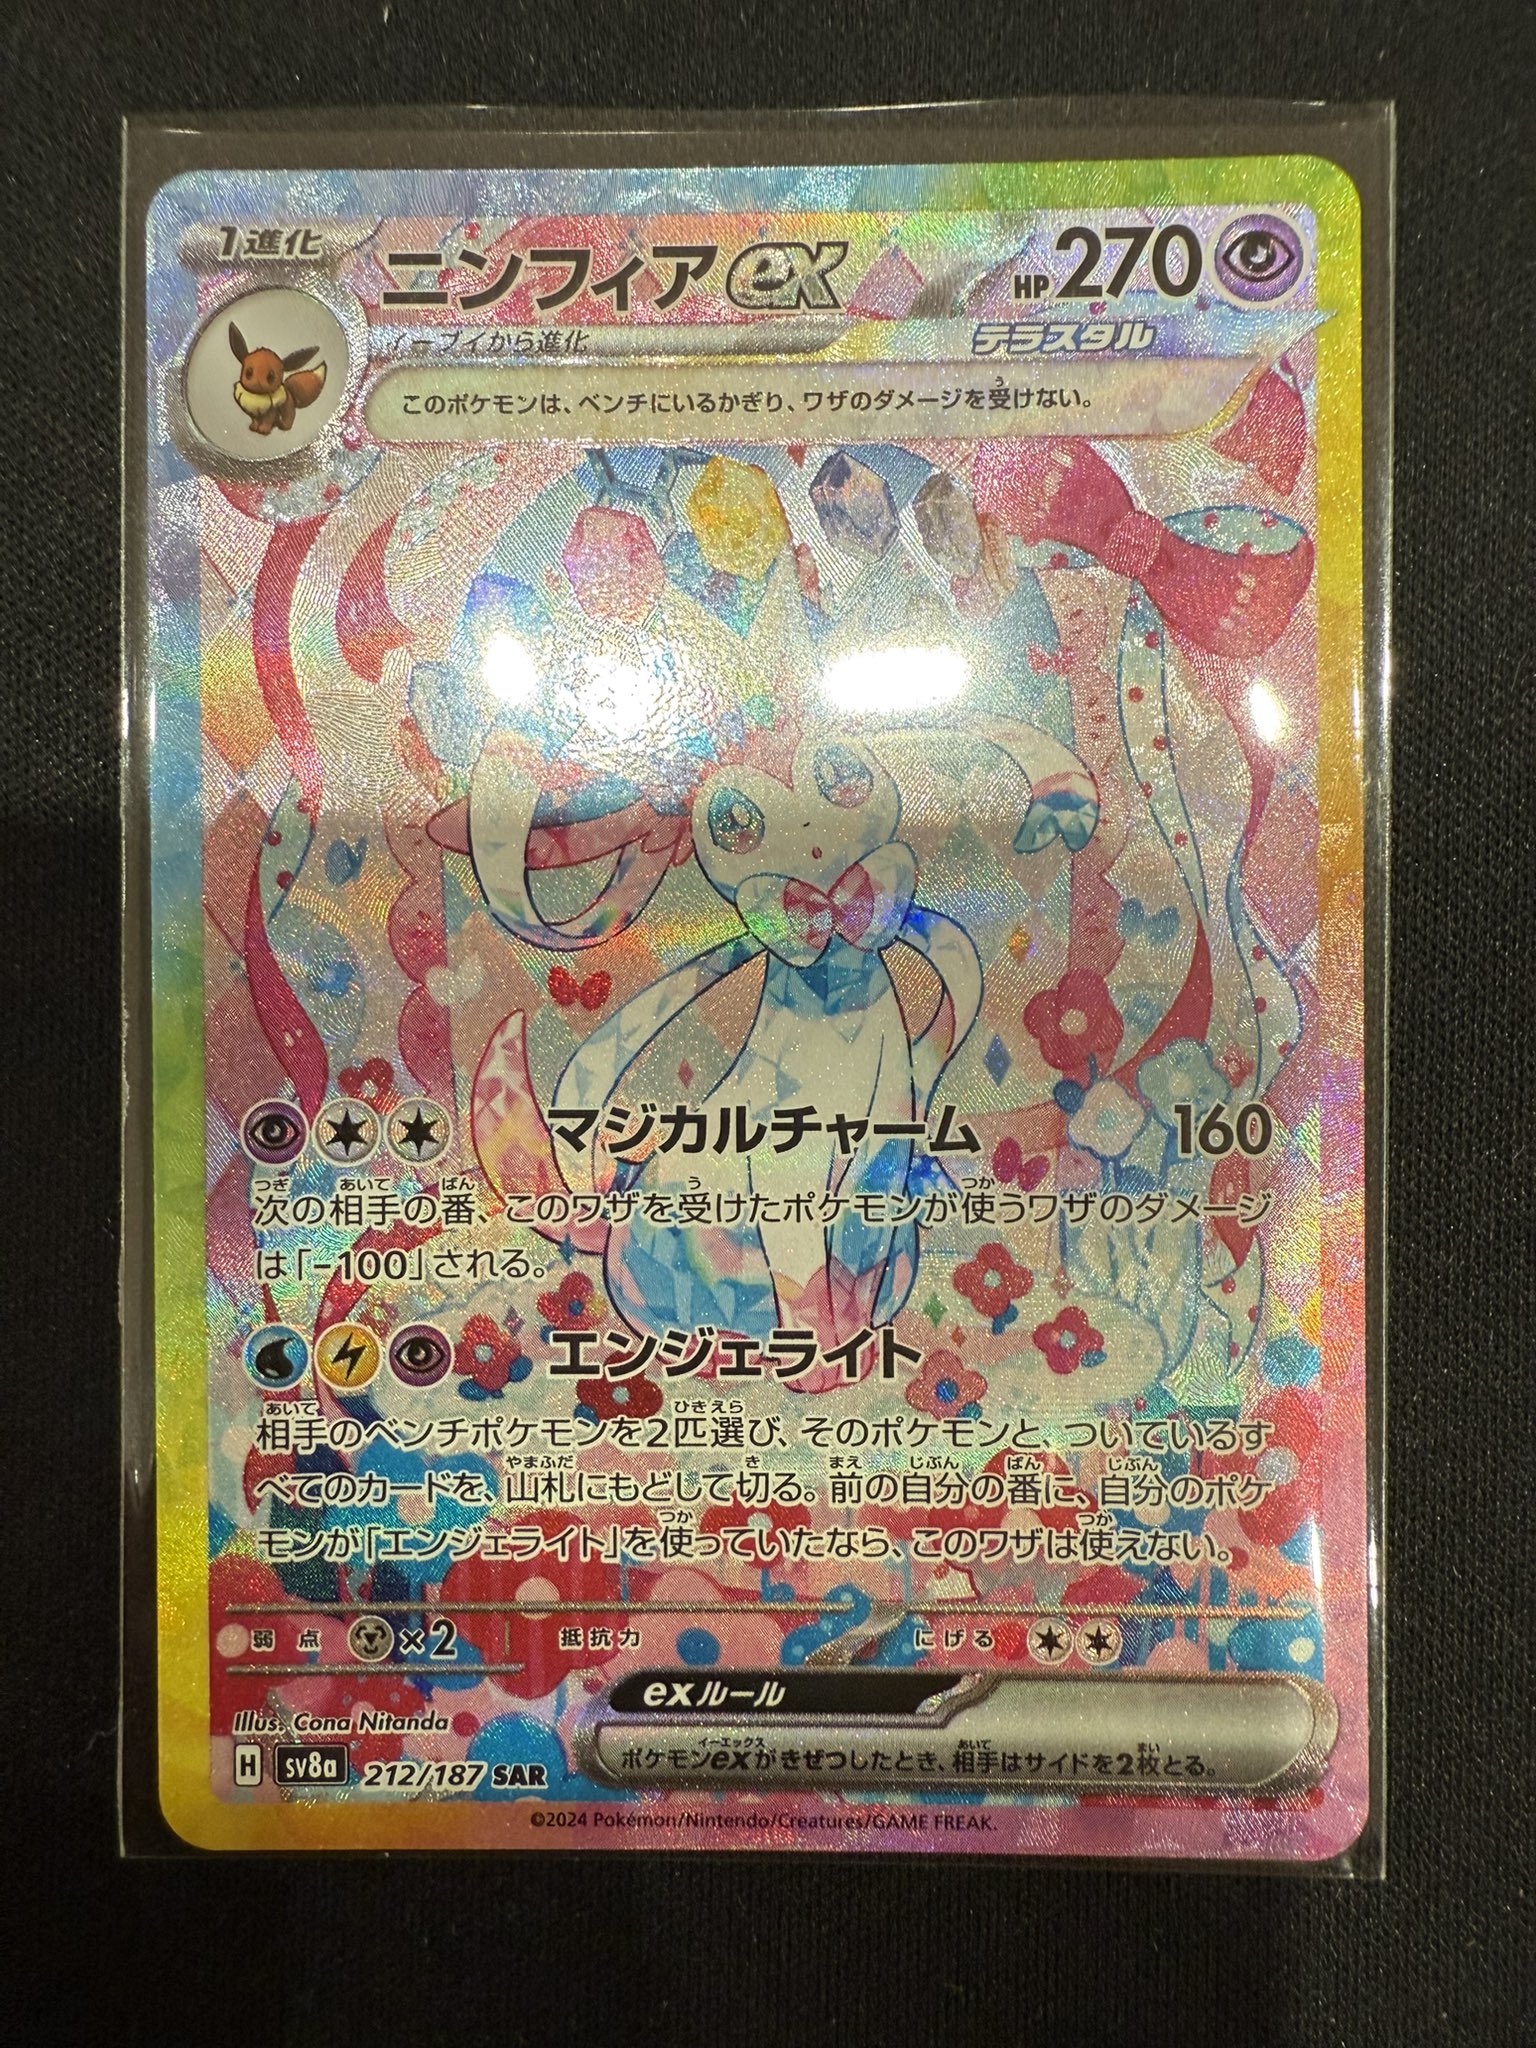 1進化
ニンフィアex
HP270
イーブイから進化
テラスタル
このポケモンは、ベンチにいるかぎり、ワザのダメージを受けない。
マジカルチャーム 160
次の相手の番、このワザを受けたポケモンが使うワザのダメージ
は「-100」される。
エンジェライト
相手のベンチポケモンを2匹選び、そのポケモンと、ついているす
べてのカードを、山札にもどして切る。前の自分の番に、自分のポケ
モンが「エンジェライト」を使っていたなら、このワザは使えない。
弱点 ×2 抵抗力 にげる
exルール
ポケモンexがきぜつしたとき、相手はサイドを2枚とる。
Illus. Cona Nitanda
H sv8a 212/187 SAR
©2024 Pokémon/Nintendo/Creatures/GAME FREAK.